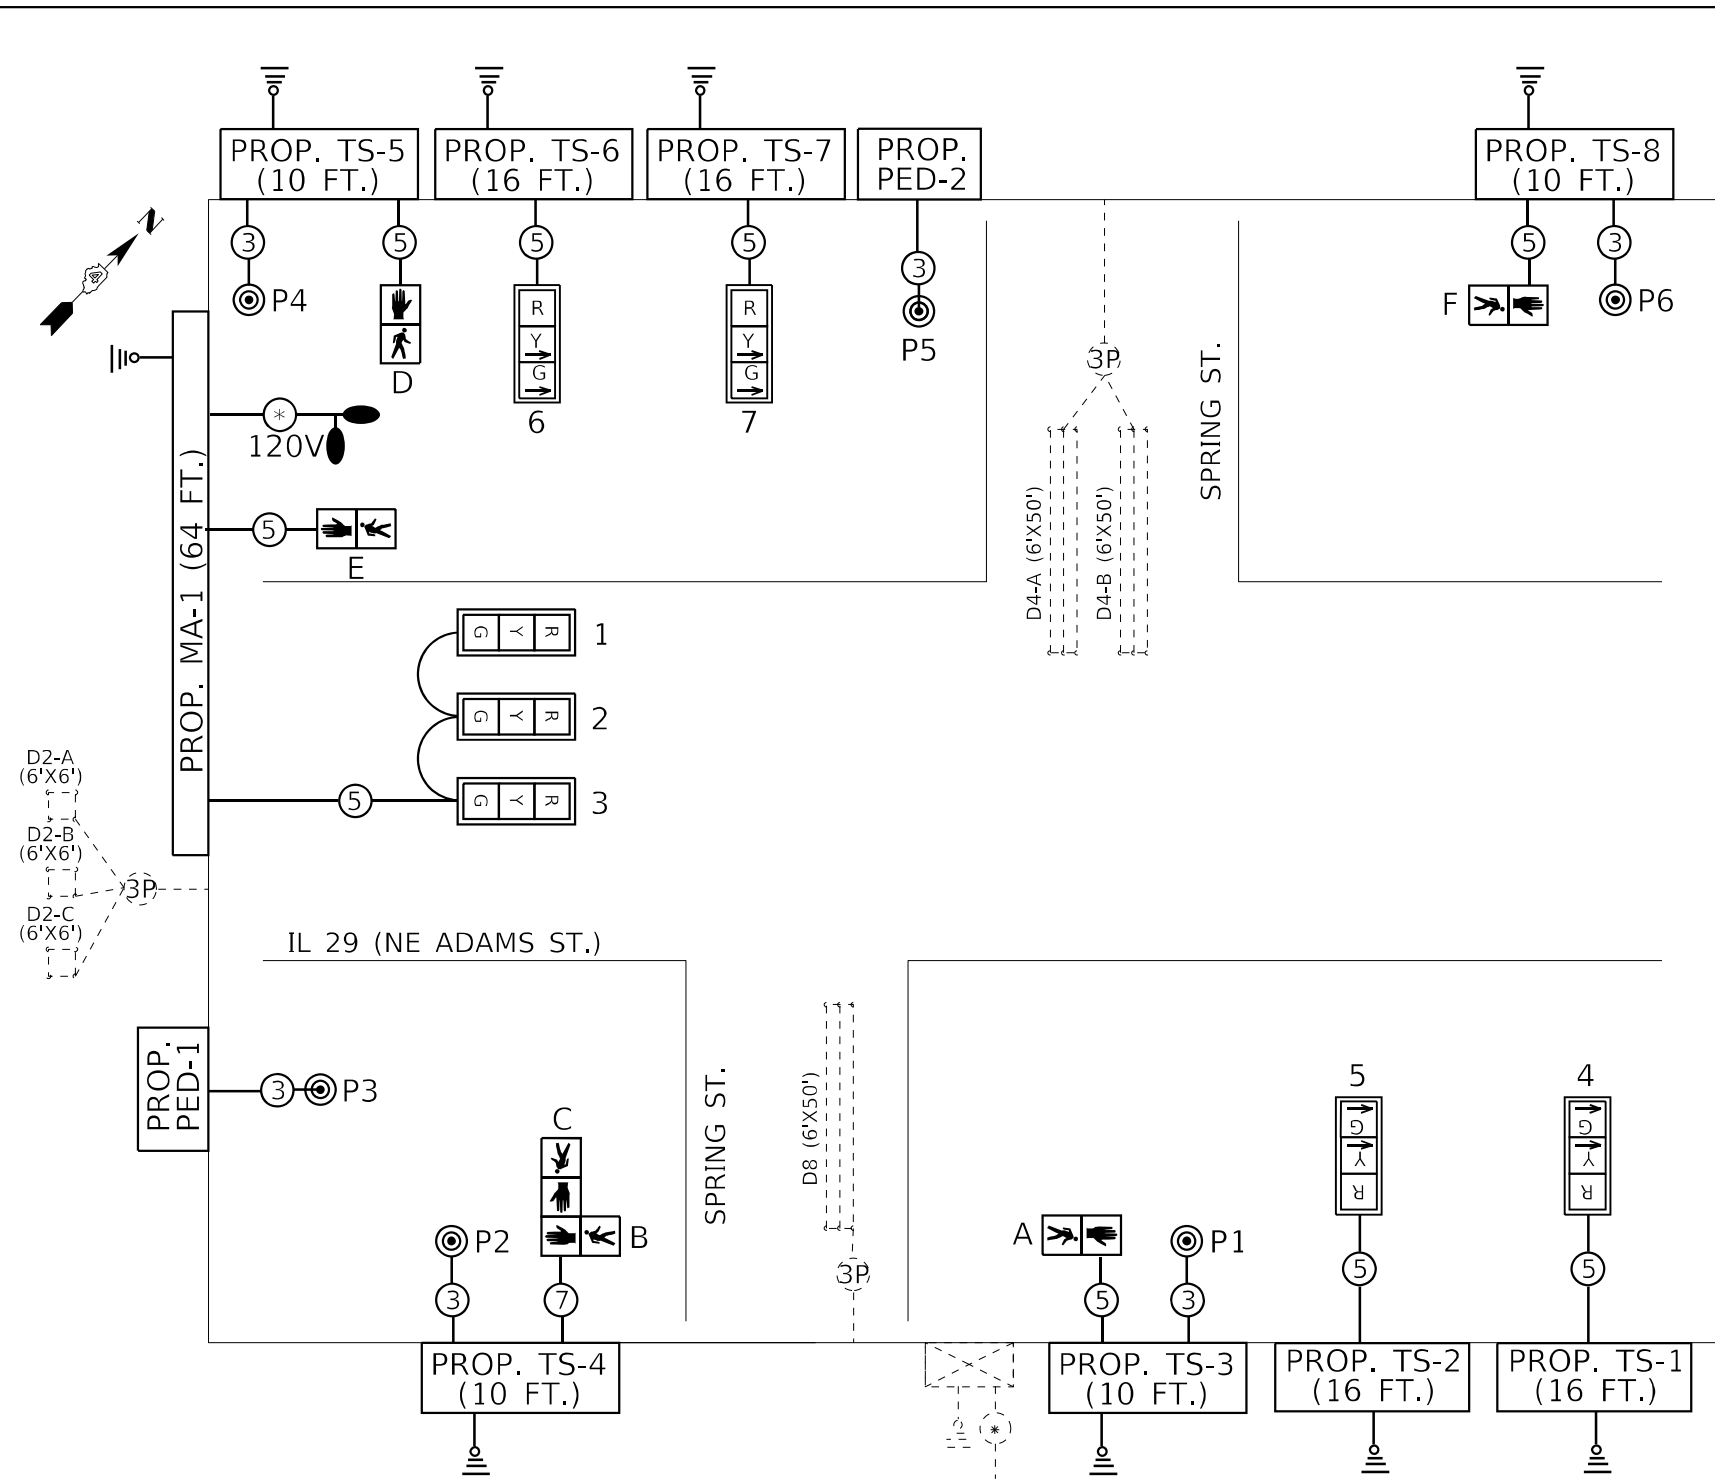 PROP. TS-5
(10 FT.)
PROP. TS-6
(16 FT.)
PROP. TS-7
(16 FT.)
PROP.
PED-2
PROP. TS-8
(10 FT.)
N
4
3
5
5
5
3
5
3
P4
D
R
Y
G
6
R
Y
G
7
P5
3P
F
P6
SPRING ST.
*
120V
5
E
PROP. MA-1 (64 FT.)
D4-A (6'X50')
D4-B (6'X50')
G Y R
1
G Y R
2
5
G Y R
3
D2-A
(6'X6')
D2-B
(6'X6')
D2-C
(6'X6')
3P
IL 29 (NE ADAMS ST.)
PROP.
PED-1
3
P3
C
B
P2
3
7
SPRING ST.
D8 (6'X50')
3P
A
P1
5
3
5
G
Y
R
5
4
G
Y
R
5
PROP. TS-4
(10 FT.)
PROP. TS-3
(10 FT.)
PROP. TS-2
(16 FT.)
PROP. TS-1
(16 FT.)
*